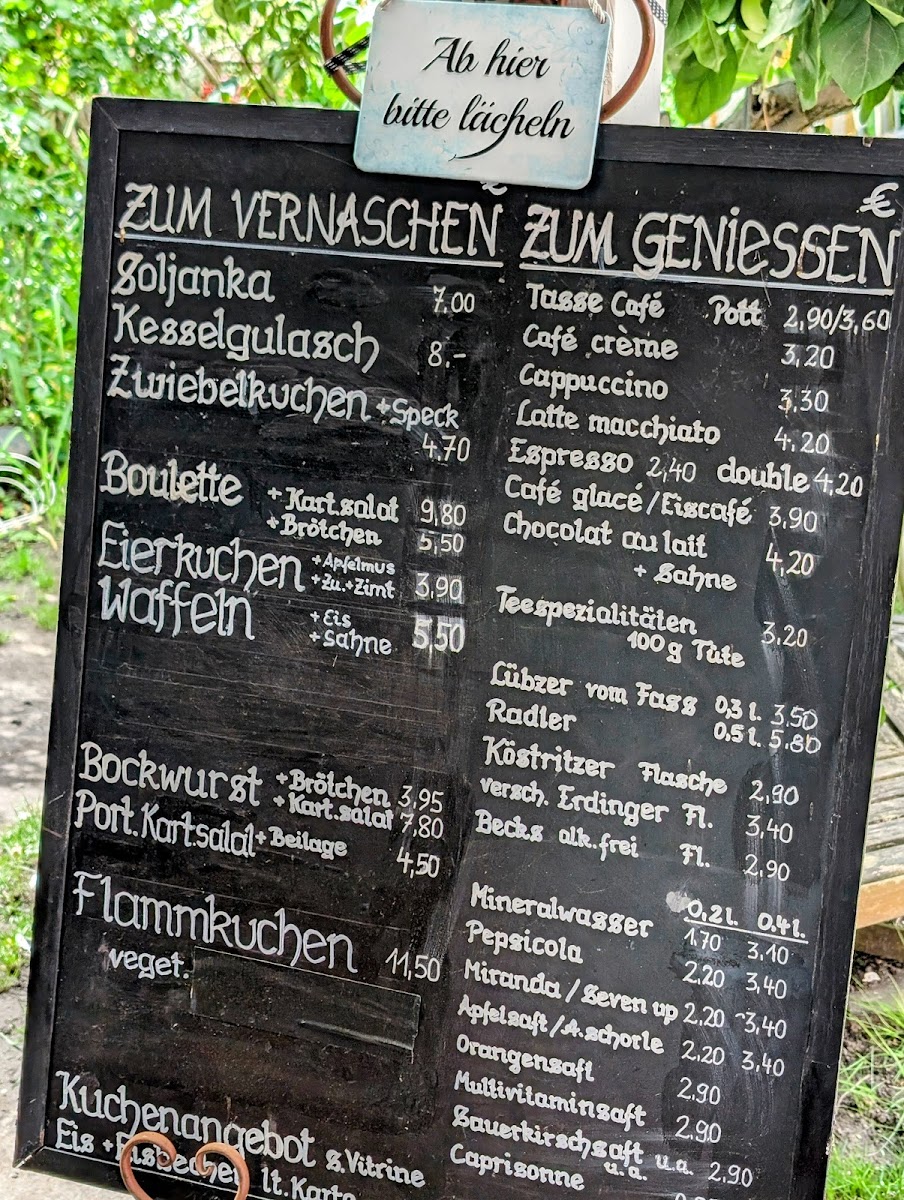 Ab hier
bitte lächeln
ZUM VERNASCHEN
Soljanka 7.00
Kesselgulasch 8.-
Zwiebelkuchen + Speck
4.70
Boulette + Kart.salat 9,80
+ Brötchen 5,50
Eierkuchen + Apfelmus
+ Zu. + Zimt 3.90
Waffeln + Eis
+ Sahne 5,50
Bockwurst + Brötchen 3,95
+ Kart.salat 7,80
Port. Kart.salat + Beilage
4,50
Flammkuchen 11,50
veget.
Kuchenangebot s. Vitrine
Eis + Eisbecher lt. Karte
€
ZUM GENiESSEN
Tasse Café Pott 2,90/3,60
Café crème 3,20
Cappuccino 3,30
Latte macchiato 4,20
Espresso 2,40 double 4,20
Café glacé / Eiscafé 3,90
Chocolat au lait
+ Sahne 4,20
Teespezialitäten 3,20
100 g Tüte
Lübzer vom Fass 0,3 l. 3,50
Radler 0,5 l. 5.80
Köstritzer Flasche 2,90
versch. Erdinger Fl. 3,40
Becks alk.frei Fl. 2,90
0,2 l. 0,4 l.
Mineralwasser 1.70 3.10
Pepsicola 2.20 3,40
Miranda / Seven up 2,20 3,40
Apfelsaft / A.schorle 2.20 3,40
Orangensaft 2,90
Multivitaminsaft 2,90
Sauerkirschsaft u.a. 2,90
Caprisonne u.a.